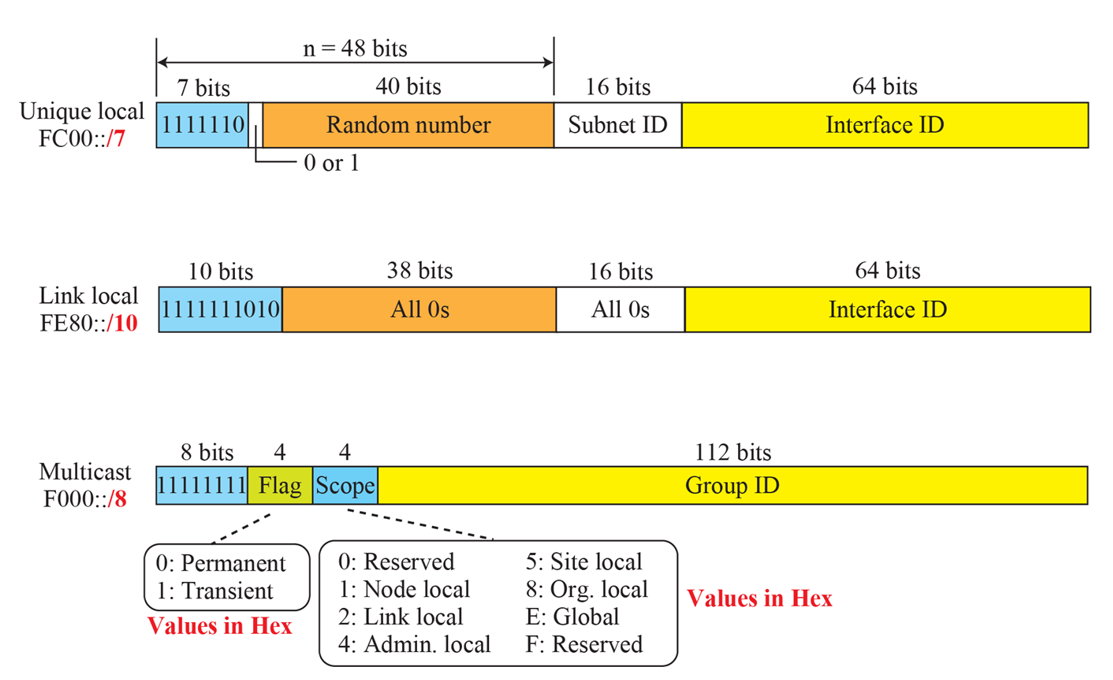 n = 48 bits
7 bits
40 bits
16 bits
64 bits
Unique local
FC00::/7
1111110
Random number
Subnet ID
Interface ID
0 or 1
10 bits
38 bits
16 bits
64 bits
Link local
FE80::/10
1111111010
All 0s
All 0s
Interface ID
8 bits
4
4
112 bits
Multicast
F000::/8
11111111
Flag
Scope
Group ID
0: Permanent
1: Transient
Values in Hex
0: Reserved
1: Node local
2: Link local
4: Admin. local
5: Site local
8: Org. local
E: Global
F: Reserved
Values in Hex